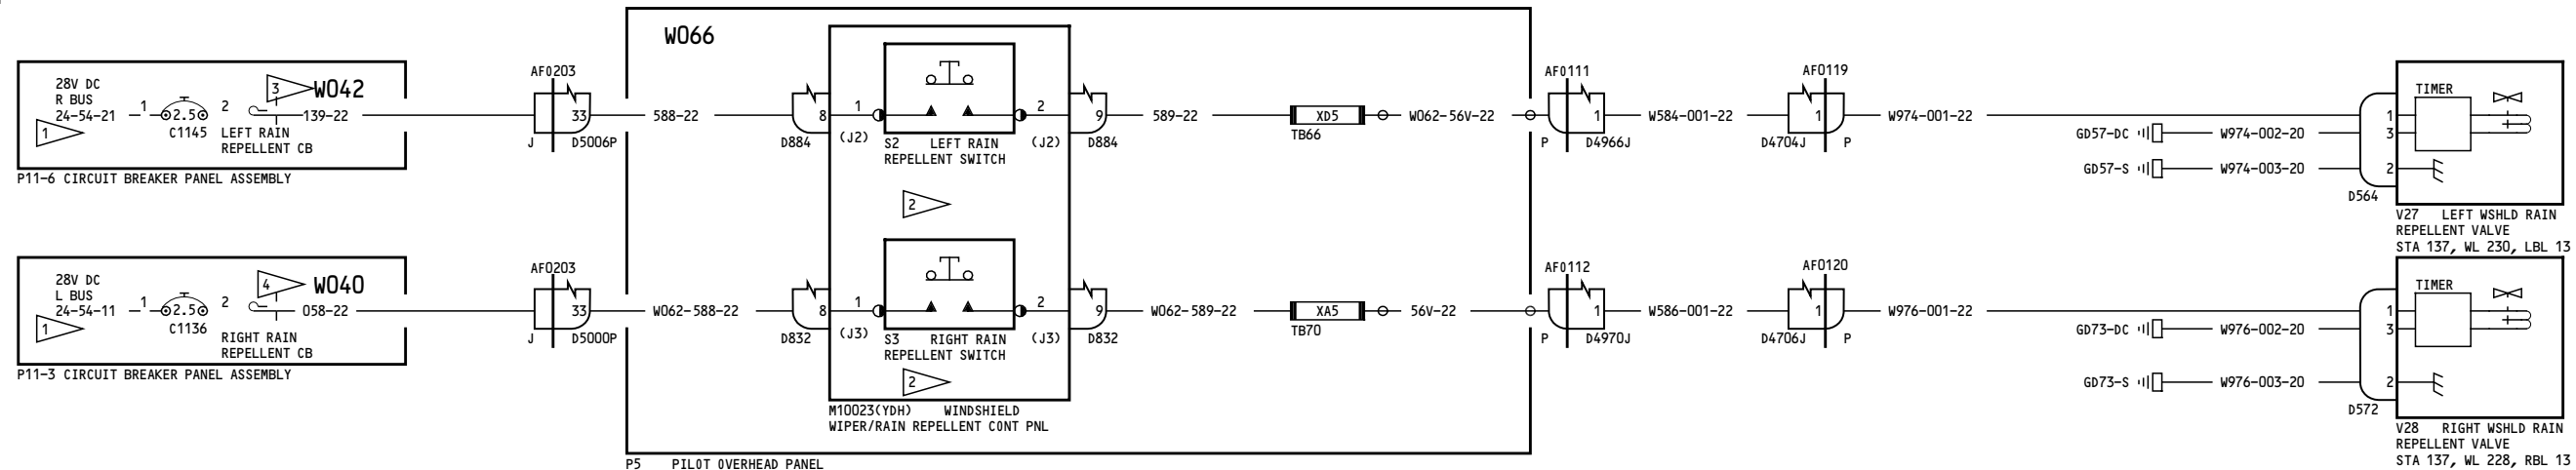 W066
28V DC
R BUS
24-54-21
1
1
2.5
C1145
2
3
W042
139-22
LEFT RAIN
REPELLENT CB
P11-6 CIRCUIT BREAKER PANEL ASSEMBLY
AF0203
33
J
D5006P
588-22
8
D884
1
(J2)
S2 LEFT RAIN
REPELLENT SWITCH
2
(J2)
9
D884
2
589-22
XD5
TB66
W062-56V-22
AF0111
1
P
D4966J
W584-001-22
AF0119
1
D4704J
P
W974-001-22
GD57-DC
W974-002-20
GD57-S
W974-003-20
1
3
2
D564
TIMER
V27 LEFT WSHLD RAIN
REPELLENT VALVE
STA 137, WL 230, LBL 13
28V DC
L BUS
24-54-11
1
1
2.5
C1136
2
4
W040
058-22
RIGHT RAIN
REPELLENT CB
P11-3 CIRCUIT BREAKER PANEL ASSEMBLY
AF0203
33
J
D5000P
W062-588-22
8
D832
1
(J3)
S3 RIGHT RAIN
REPELLENT SWITCH
2
2
(J3)
9
D832
M10023(YDH) WINDSHIELD
WIPER/RAIN REPELLENT CONT PNL
W062-589-22
XA5
TB70
56V-22
AF0112
1
P
D4970J
W586-001-22
AF0120
1
D4706J
P
W976-001-22
GD73-DC
W976-002-20
GD73-S
W976-003-20
1
3
2
D572
TIMER
V28 RIGHT WSHLD RAIN
REPELLENT VALVE
STA 137, WL 228, RBL 13
P5 PILOT OVERHEAD PANEL